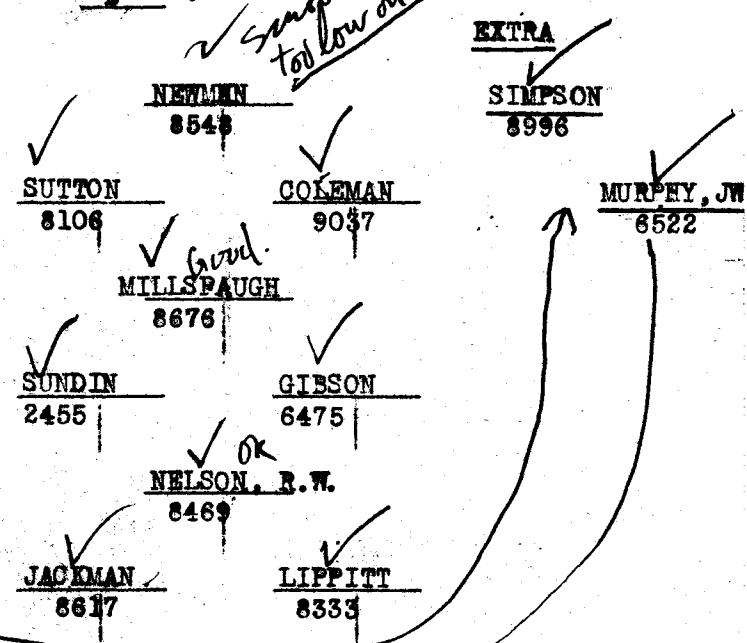 too low on
EXTRA
NEWMAN
8548
SIMPSON
8996
SUTTON
8106
COLEMAN
9037
MURPHY, JW
6522
Good.
MILLSPAUGH
8676
SUNDIN
2455
GIBSON
6475
OK
NELSON, R.W.
8469
JACKMAN
8617
LIPPITT
8333